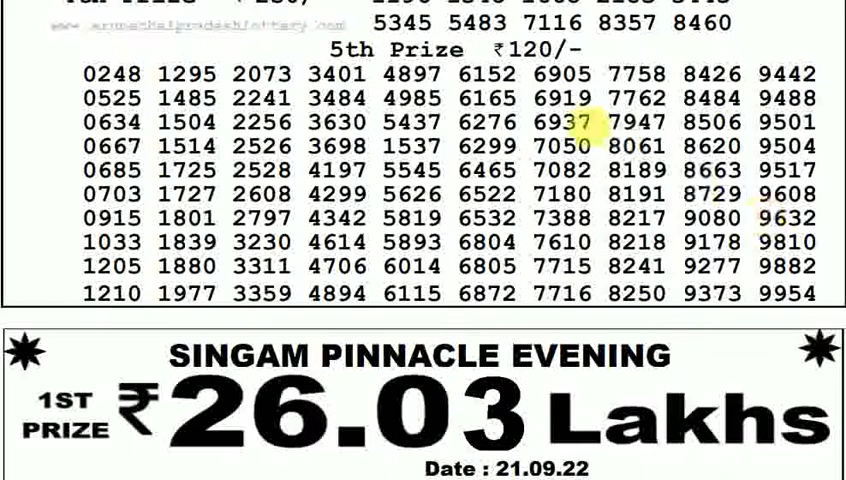 5345 5483 7116 8357 8460
5th Prize ₹120/-
0248 1295 2073 3401 4897 6152 6905 7758 8426 9442
0525 1485 2241 3484 4985 6165 6919 7762 8484 9488
0634 1504 2256 3630 5437 6276 6937 7947 8506 9501
0667 1514 2526 3698 1537 6299 7050 8061 8620 9504
0685 1725 2528 4197 5545 6465 7082 8189 8663 9517
0703 1727 2608 4299 5626 6522 7180 8191 8729 9608
0915 1801 2797 4342 5819 6532 7388 8217 9080 9632
1033 1839 3230 4614 5893 6804 7610 8218 9178 9810
1205 1880 3311 4706 6014 6805 7715 8241 9277 9882
1210 1977 3359 4894 6115 6872 7716 8250 9373 9954
SINGAM PINNACLE EVENING
1ST PRIZE ₹26.03 Lakhs
Date : 21.09.22